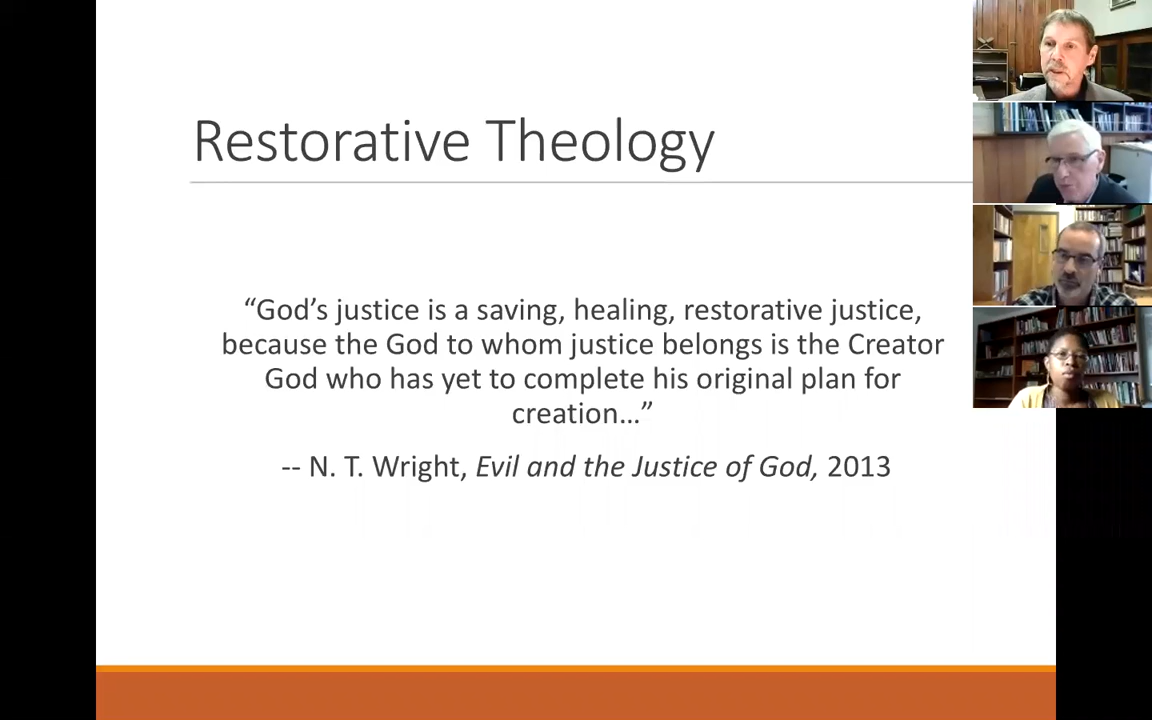 Restorative Theology
“God’s justice is a saving, healing, restorative justice,
because the God to whom justice belongs is the Creator
God who has yet to complete his original plan for
creation…”
-- N. T. Wright, Evil and the Justice of God, 2013